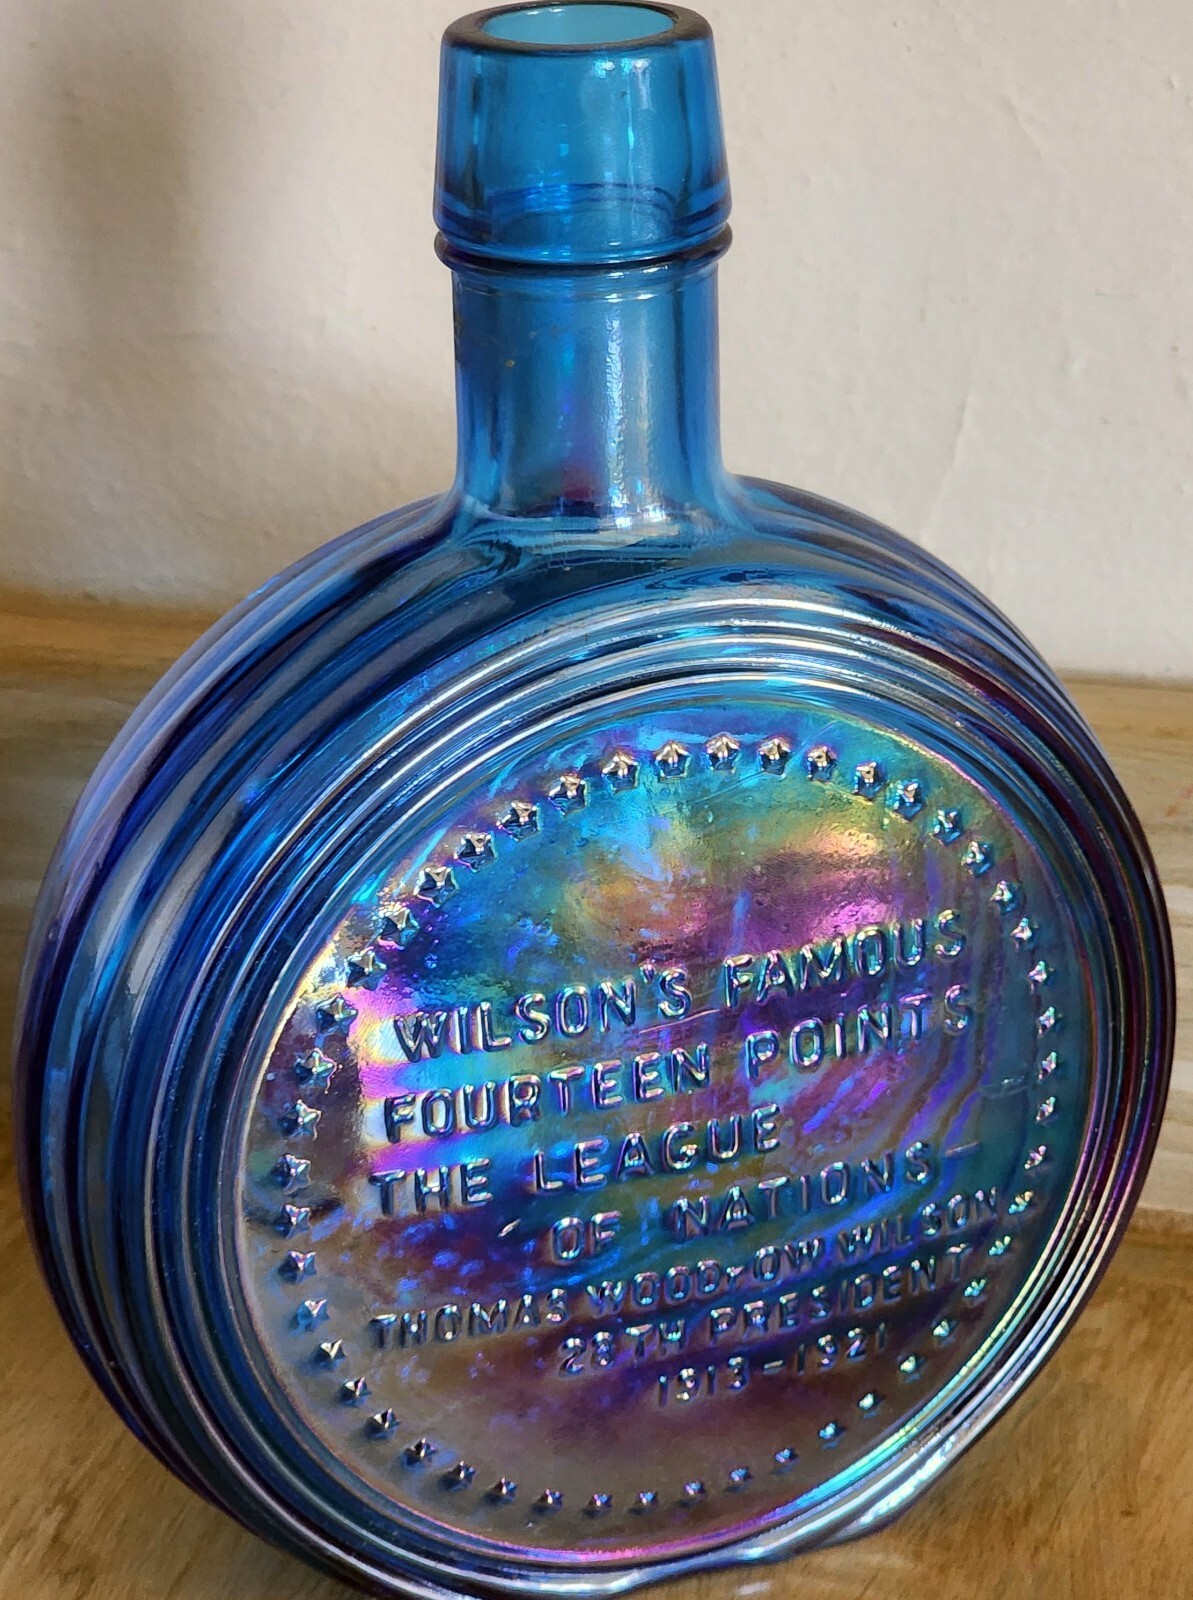 WILSON'S FAMOUS
FOURTEEN POINTS
THE LEAGUE
OF NATIONS—
THOMAS WOODROW WILSON
28TH PRESIDENT
1913-1921